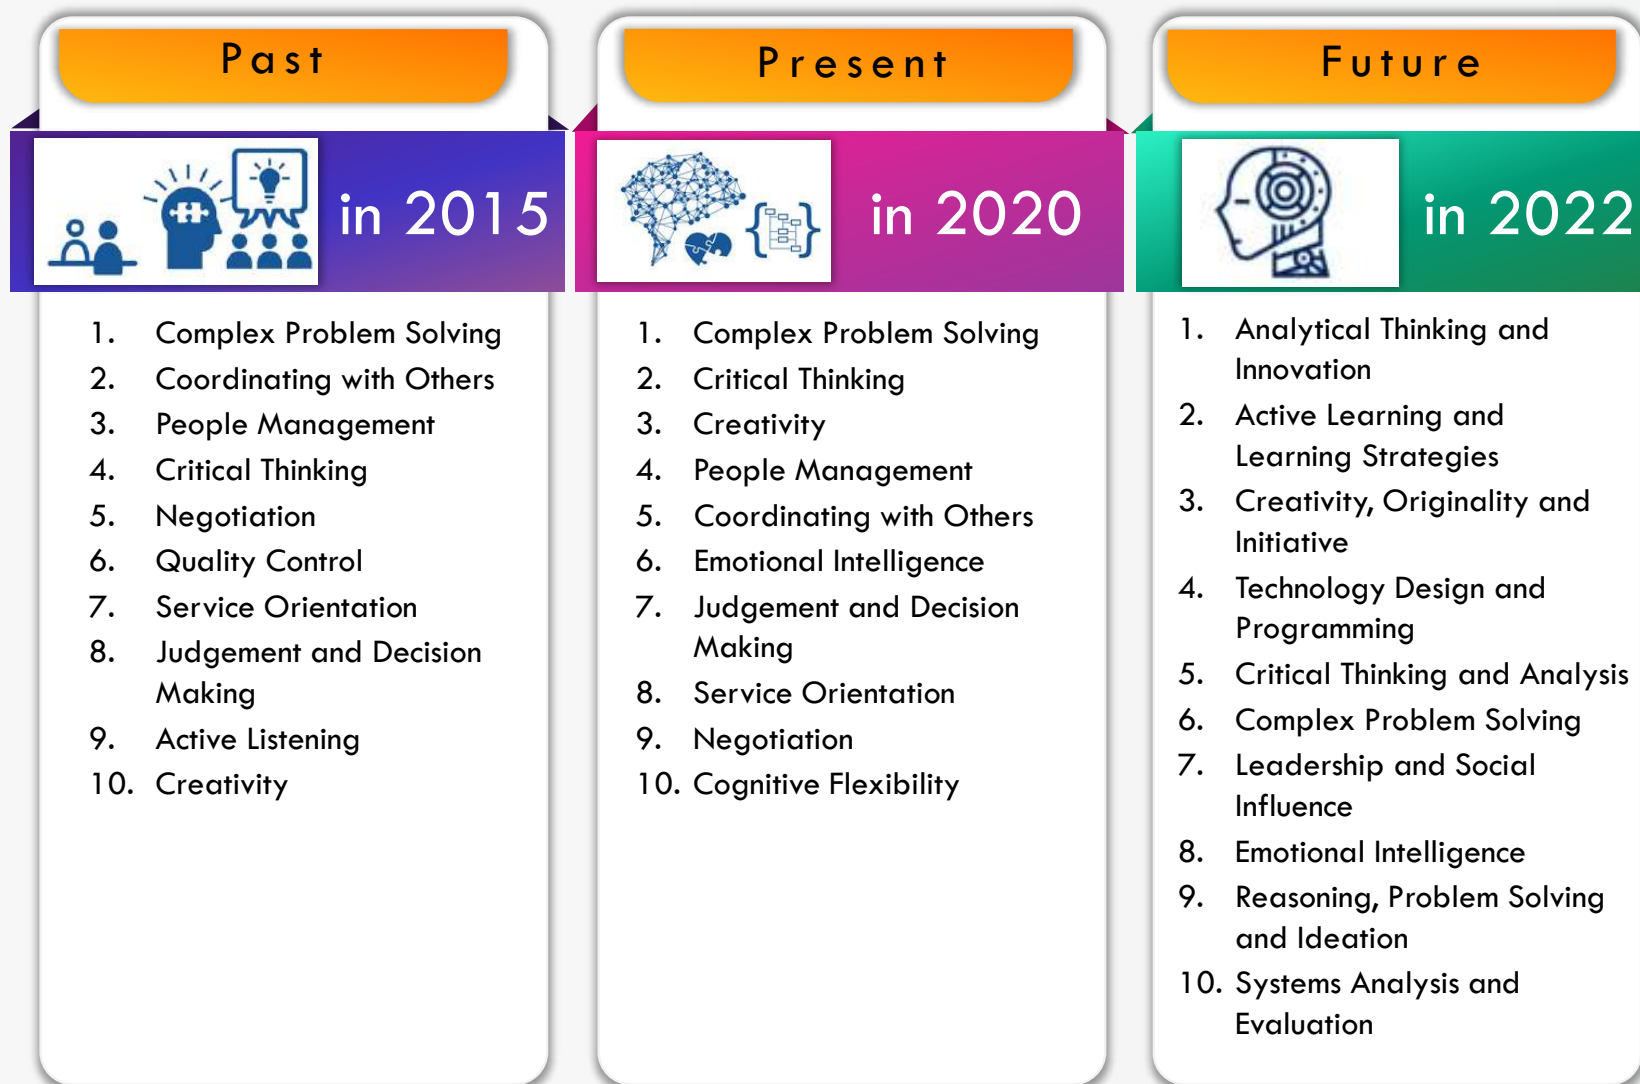 Past
in 2015
1. Complex Problem Solving
2. Coordinating with Others
3. People Management
4. Critical Thinking
5. Negotiation
6. Quality Control
7. Service Orientation
8. Judgement and Decision
Making
9. Active Listening
10. Creativity
Present
in 2020
1. Complex Problem Solving
2. Critical Thinking
3. Creativity
4. People Management
5. Coordinating with Others
6. Emotional Intelligence
7. Judgement and Decision
Making
8. Service Orientation
9. Negotiation
10. Cognitive Flexibility
Future
in 2022
1. Analytical Thinking and
Innovation
2. Active Learning and
Learning Strategies
3. Creativity, Originality and
Initiative
4. Technology Design and
Programming
5. Critical Thinking and Analysis
6. Complex Problem Solving
7. Leadership and Social
Influence
8. Emotional Intelligence
9. Reasoning, Problem Solving
and Ideation
10. Systems Analysis and
Evaluation